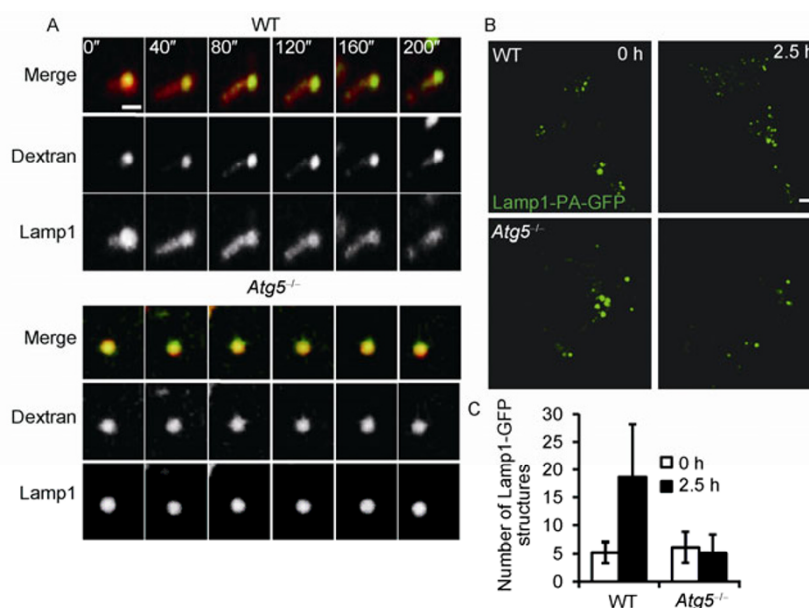 A
WT
0″ 40″ 80″ 120″ 160″ 200″
Merge
Dextran
Lamp1
Atg5⁻/⁻
Merge
Dextran
Lamp1
B
WT 0 h 2.5 h
Lamp1-PA-GFP
Atg5⁻/⁻
C
Number of Lamp1-GFP
structures
30
25
20
15
10
5
0
0 h
2.5 h
WT Atg5⁻/⁻